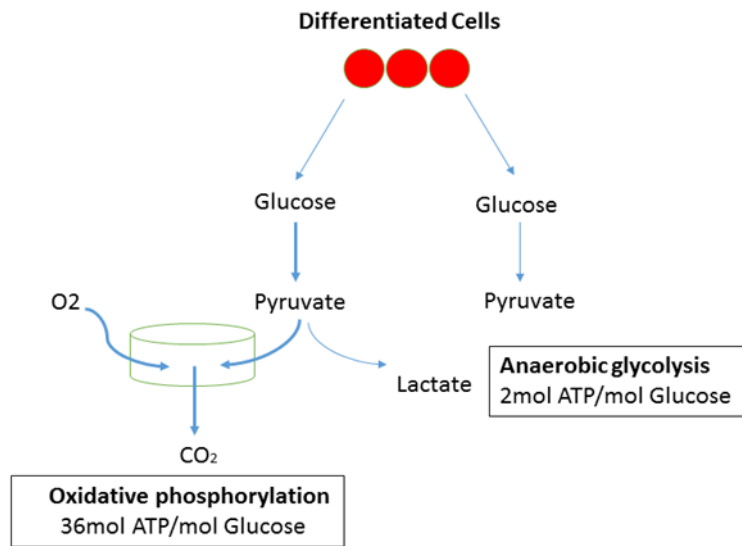 Differentiated Cells
Glucose
Glucose
Pyruvate
Pyruvate
O2
Lactate
Anaerobic glycolysis
2mol ATP/mol Glucose
CO₂
Oxidative phosphorylation
36mol ATP/mol Glucose